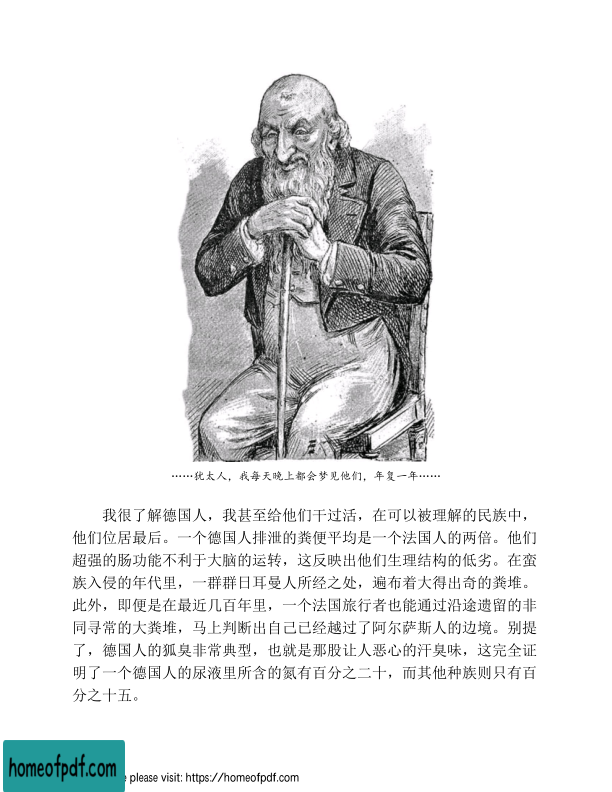 ……犹太人，我每天晚上都会梦见他们，年复一年……
我很了解德国人，我甚至给他们干过活，在可以被理解的民族中，
他们位居最后。一个德国人排泄的粪便平均是一个法国人的两倍。他们
超强的肠功能不利于大脑的运转，这反映出他们生理结构的低劣。在蛮
族入侵的年代里，一群群日耳曼人所经之处，遍布着大得出奇的粪堆。
此外，即便是在最近几百年里，一个法国旅行者也能通过沿途遗留的非
同寻常的大粪堆，马上判断出自己已经越过了阿尔萨斯人的边境。别提
了，德国人的狐臭非常典型，也就是那股让人恶心的汗臭味，这完全证
明了一个德国人的尿液里所含的氮有百分之二十，而其他种族则只有百
分之十五。
homeofpdf.com
e please visit: https://homeofpdf.com